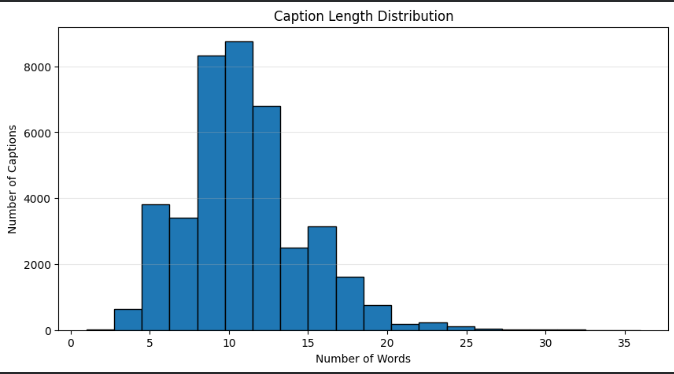 Caption Length Distribution
8000
6000
4000
2000
0
Number of Captions
0 5 10 15 20 25 30 35
Number of Words